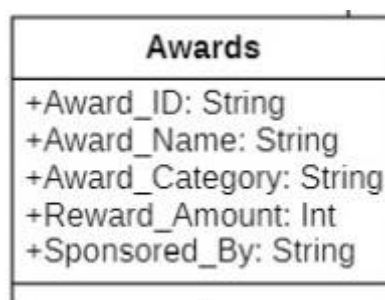 Awards
+Award_ID: String
+Award_Name: String
+Award_Category: String
+Reward_Amount: Int
+Sponsored_By: String